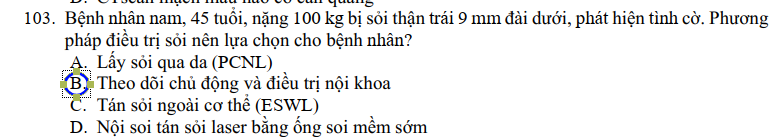 103. Bệnh nhân nam, 45 tuổi, nặng 100 kg bị sỏi thận trái 9 mm đài dưới, phát hiện tình cờ. Phương
pháp điều trị sỏi nên lựa chọn cho bệnh nhân?
A. Lấy sỏi qua da (PCNL)
B. Theo dõi chủ động và điều trị nội khoa
C. Tán sỏi ngoài cơ thể (ESWL)
D. Nội soi tán sỏi laser bằng ống soi mềm sớm